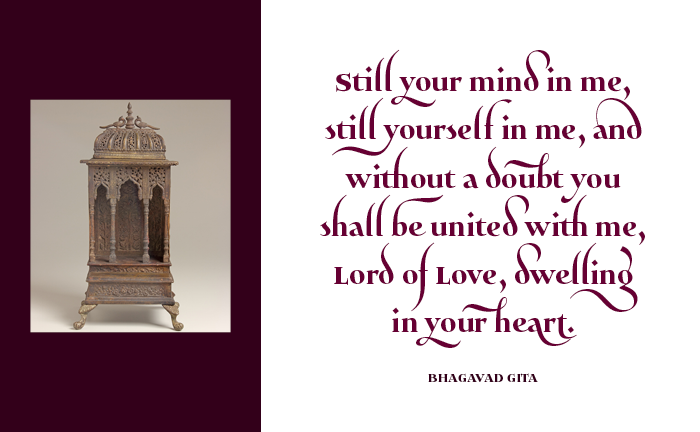 Still your mind in me,
still yourself in me, and
without a doubt you
shall be united with me,
Lord of Love, dwelling
in your heart.
BHAGAVAD GITA